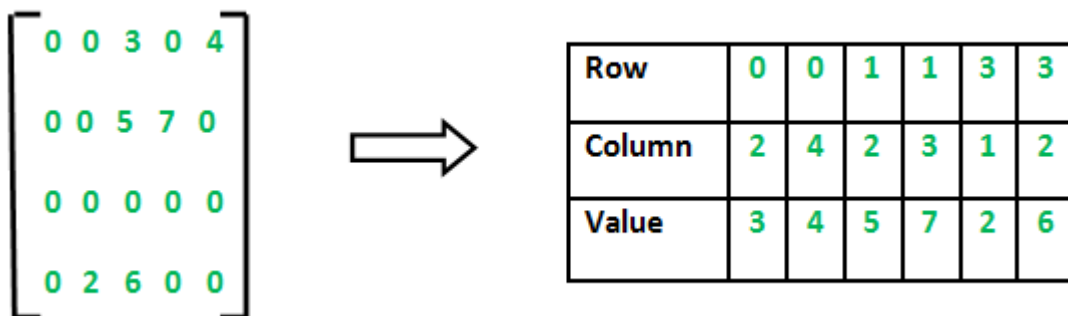 0 0 3 0 4
0 0 5 7 0
0 0 0 0 0
0 2 6 0 0
Row 0 0 1 1 3 3
Column 2 4 2 3 1 2
Value 3 4 5 7 2 6